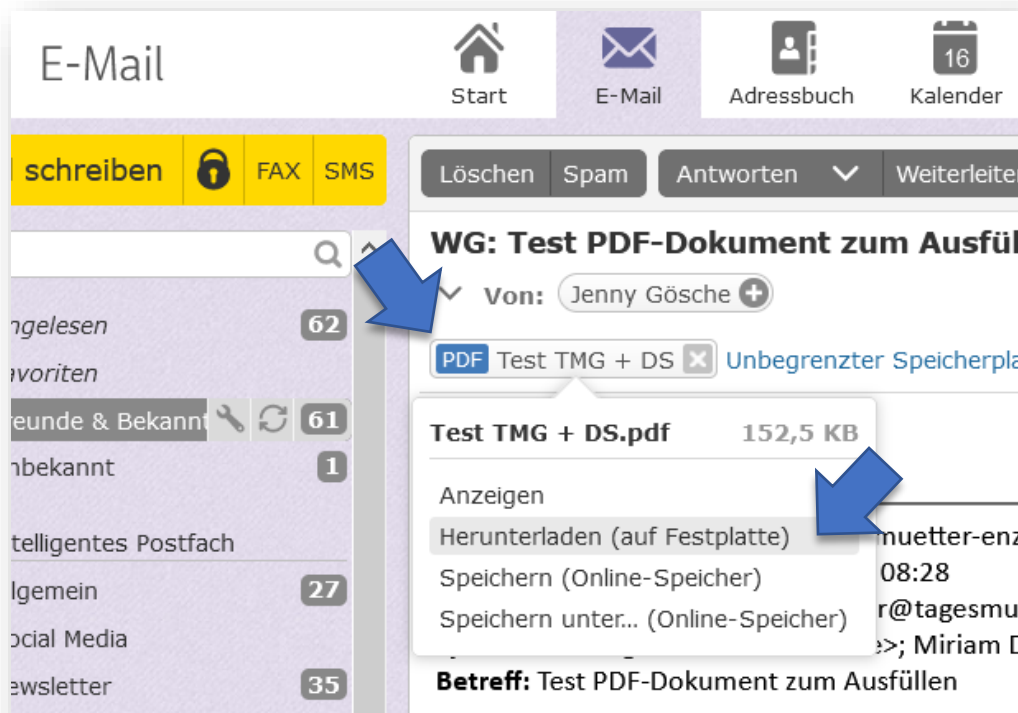 E-Mail
Start
E-Mail
Adressbuch
16
Kalender
schreiben
FAX
SMS
ngelesen 62
avoriten
reunde & Bekannt 61
nbekannt 1
telligentes Postfach
lgemein 27
ocial Media
ewsletter 35
Löschen Spam Antworten Weiterleite
WG: Test PDF-Dokument zum Ausfül
Von: Jenny Gösche
PDF Test TMG + DS Unbegrenzter Speicherpla
Test TMG + DS.pdf 152,5 KB
Anzeigen
Herunterladen (auf Festplatte)
Speichern (Online-Speicher)
Speichern unter... (Online-Speicher)
muetter-enz
08:28
r@tagesmu
>; Miriam D
Betreff: Test PDF-Dokument zum Ausfüllen